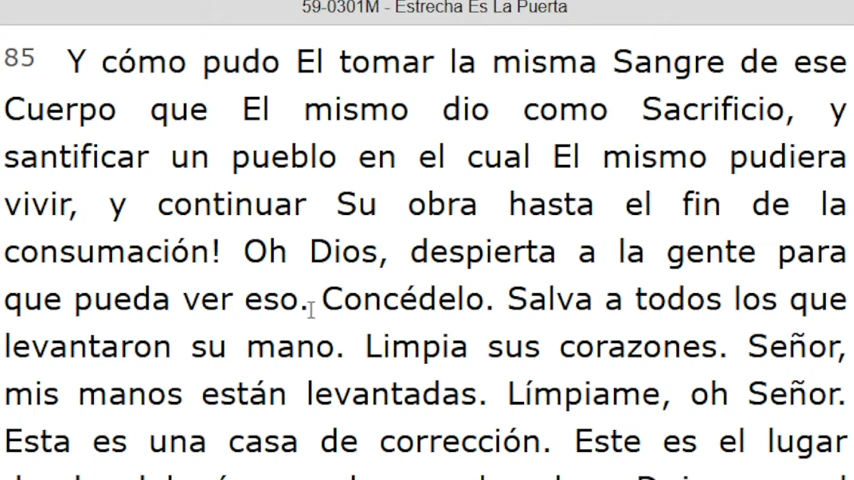 59-0301M - Estrecha Es La Puerta
85 Y cómo pudo El tomar la misma Sangre de ese
Cuerpo que El mismo dio como Sacrificio, y
santificar un pueblo en el cual El mismo pudiera
vivir, y continuar Su obra hasta el fin de la
consumación! Oh Dios, despierta a la gente para
que pueda ver eso. Concédelo. Salva a todos los que
levantaron su mano. Limpia sus corazones. Señor,
mis manos están levantadas. Límpiame, oh Señor.
Esta es una casa de corrección. Este es el lugar